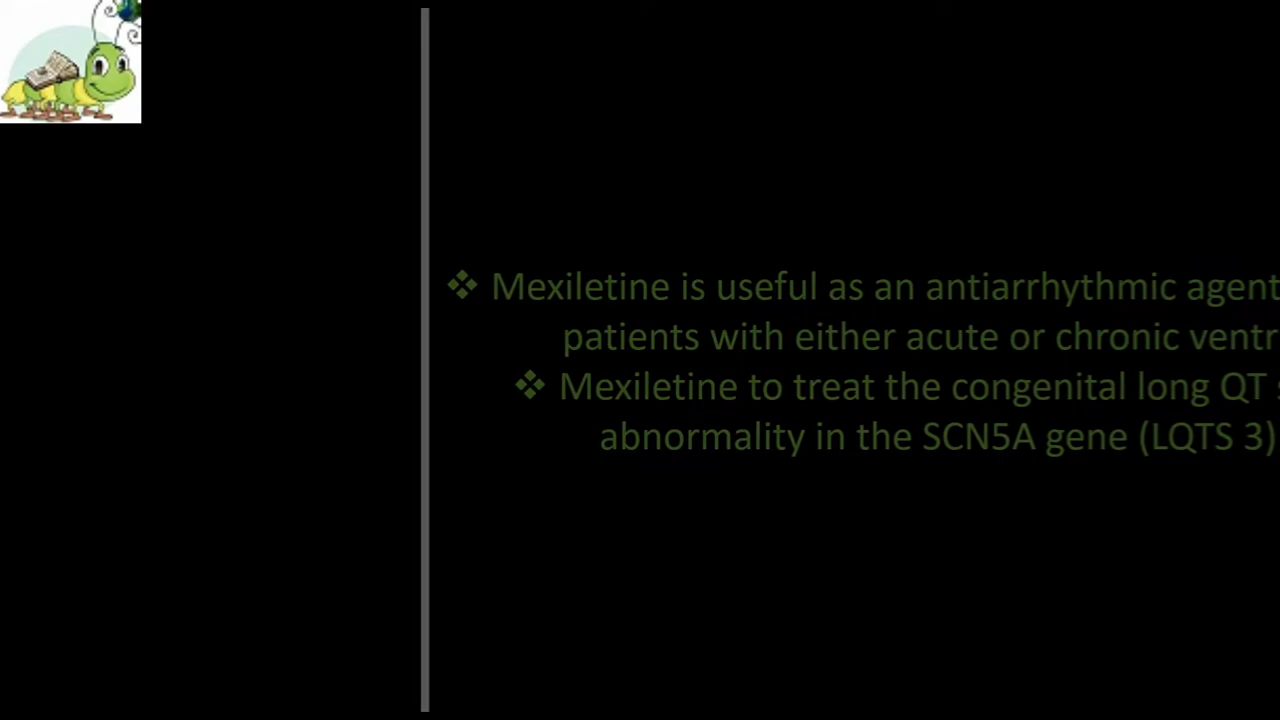 ❖ Mexiletine is useful as an antiarrhythmic agent
patients with either acute or chronic ventr
❖ Mexiletine to treat the congenital long QT
abnormality in the SCN5A gene (LQTS 3)